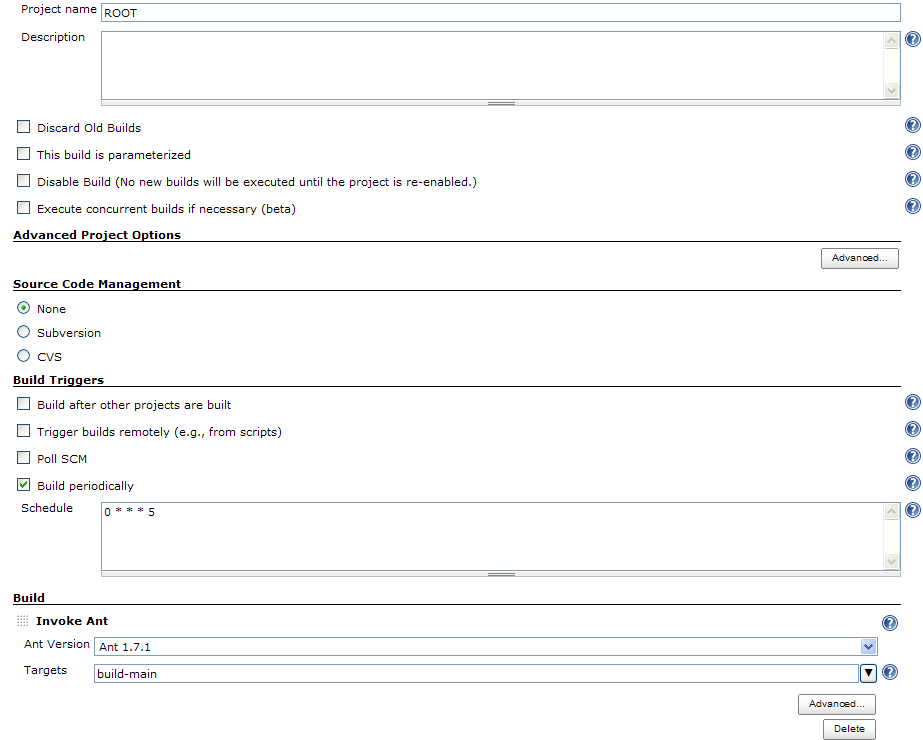 Project name ROOT
Description
Discard Old Builds
This build is parameterized
Disable Build (No new builds will be executed until the project is re-enabled.)
Execute concurrent builds if necessary (beta)
Advanced Project Options
Advanced...
Source Code Management
None
Subversion
CVS
Build Triggers
Build after other projects are built
Trigger builds remotely (e.g., from scripts)
Poll SCM
Build periodically
Schedule 0 * * * 5
Build
Invoke Ant
Ant Version Ant 1.7.1
Targets build-main
Advanced...
Delete